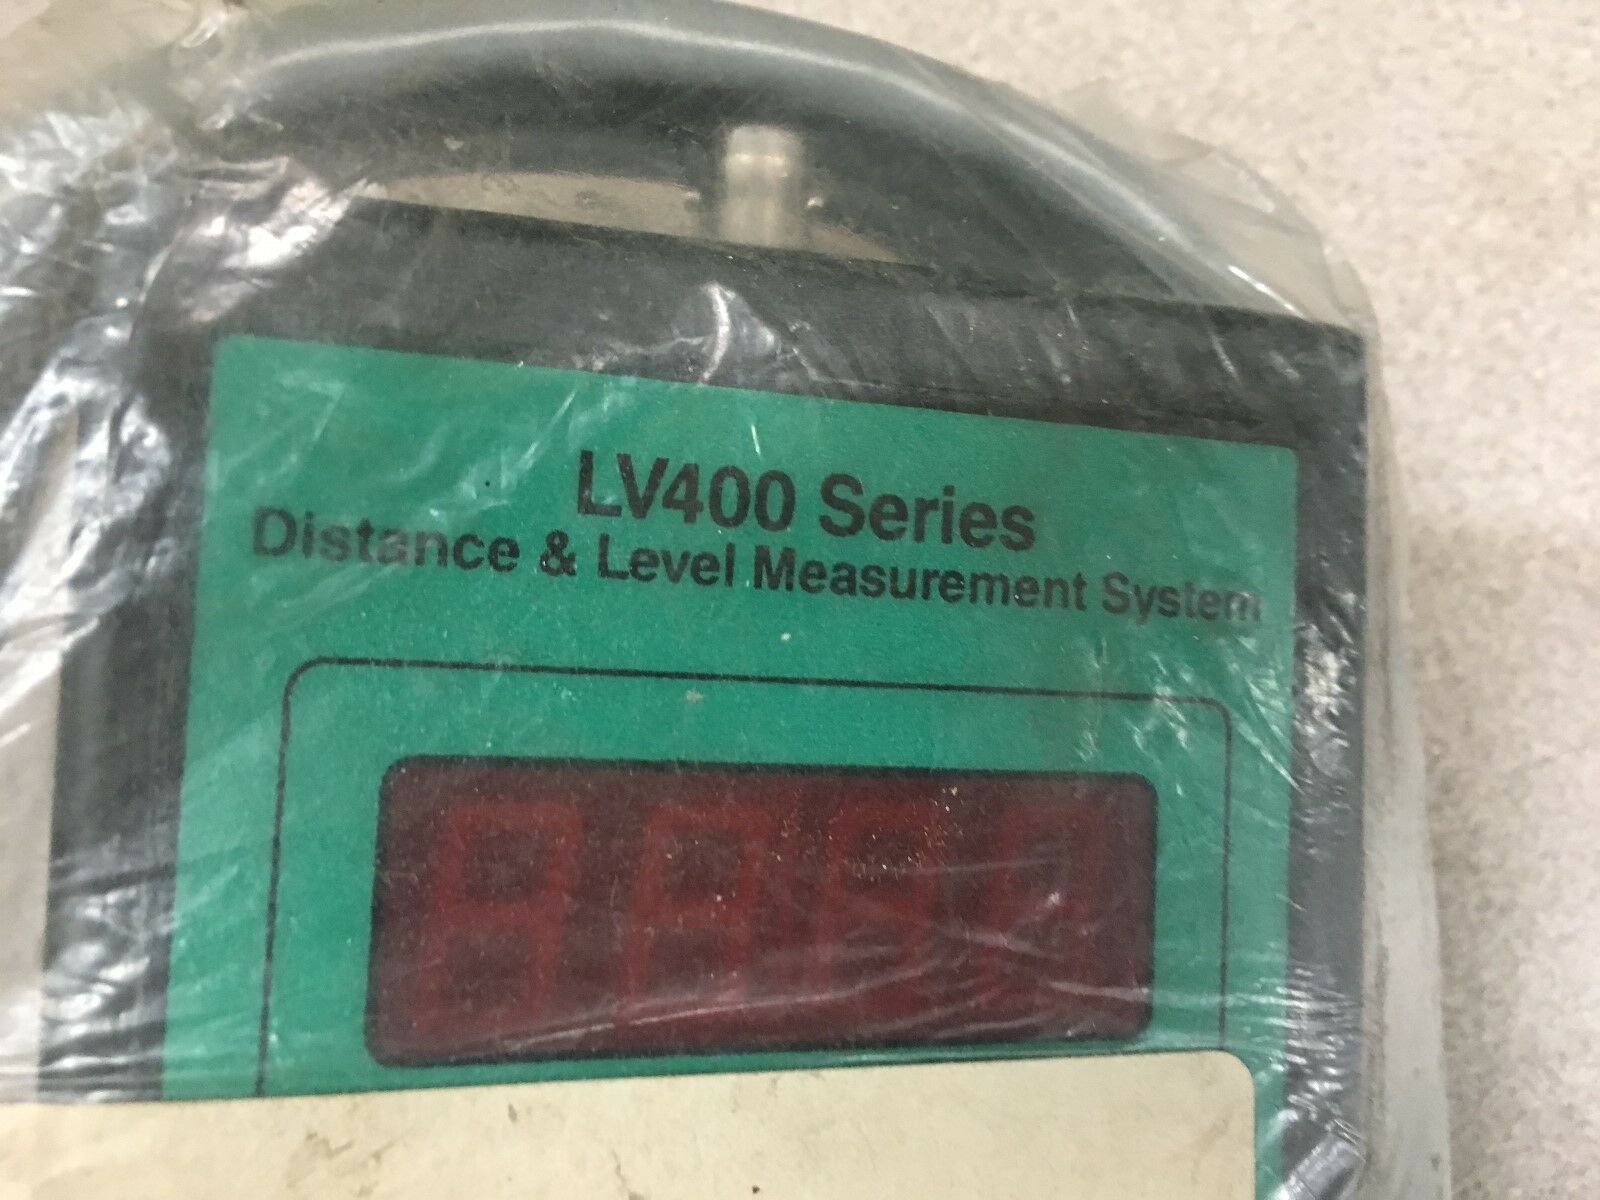 LV400 Series
Distance & Level Measurement System